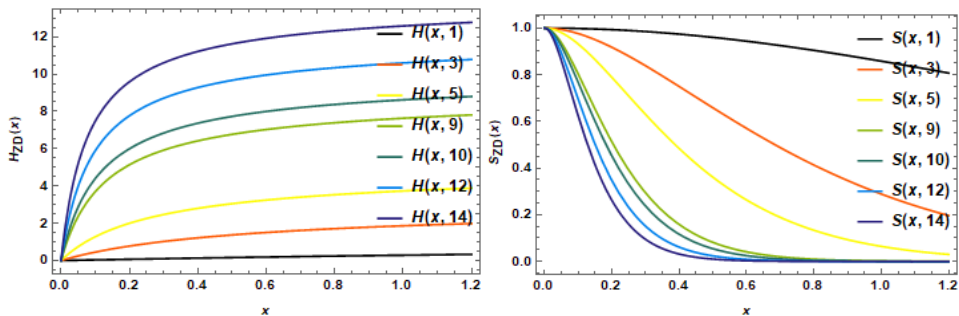 12
10
8
6
4
2
0
H_ZD(x)
H(x, 1)
H(x, 3)
H(x, 5)
H(x, 9)
H(x, 10)
H(x, 12)
H(x, 14)
0.0 0.2 0.4 0.6 0.8 1.0 1.2
x
1.0
0.8
0.6
0.4
0.2
0.0
S_ZD(x)
S(x, 1)
S(x, 3)
S(x, 5)
S(x, 9)
S(x, 10)
S(x, 12)
S(x, 14)
0.0 0.2 0.4 0.6 0.8 1.0 1.2
x